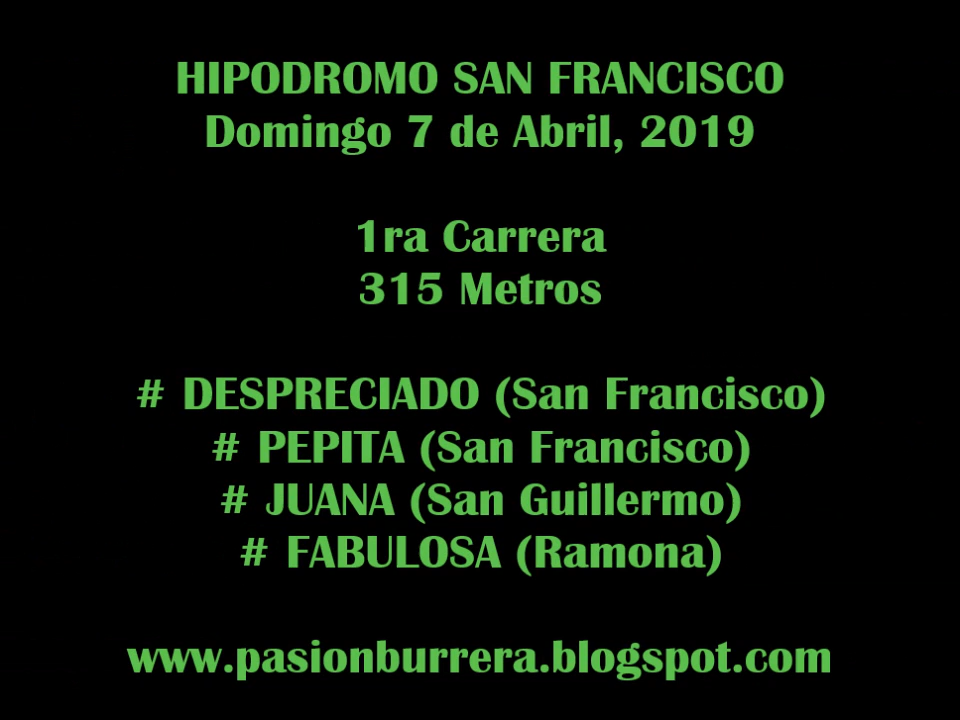 HIPODROMO SAN FRANCISCO
Domingo 7 de Abril, 2019
1ra Carrera
315 Metros
# DESPRECIADO (San Francisco)
# PEPITA (San Francisco)
# JUANA (San Guillermo)
# FABULOSA (Ramona)
www.pasionburrera.blogspot.com